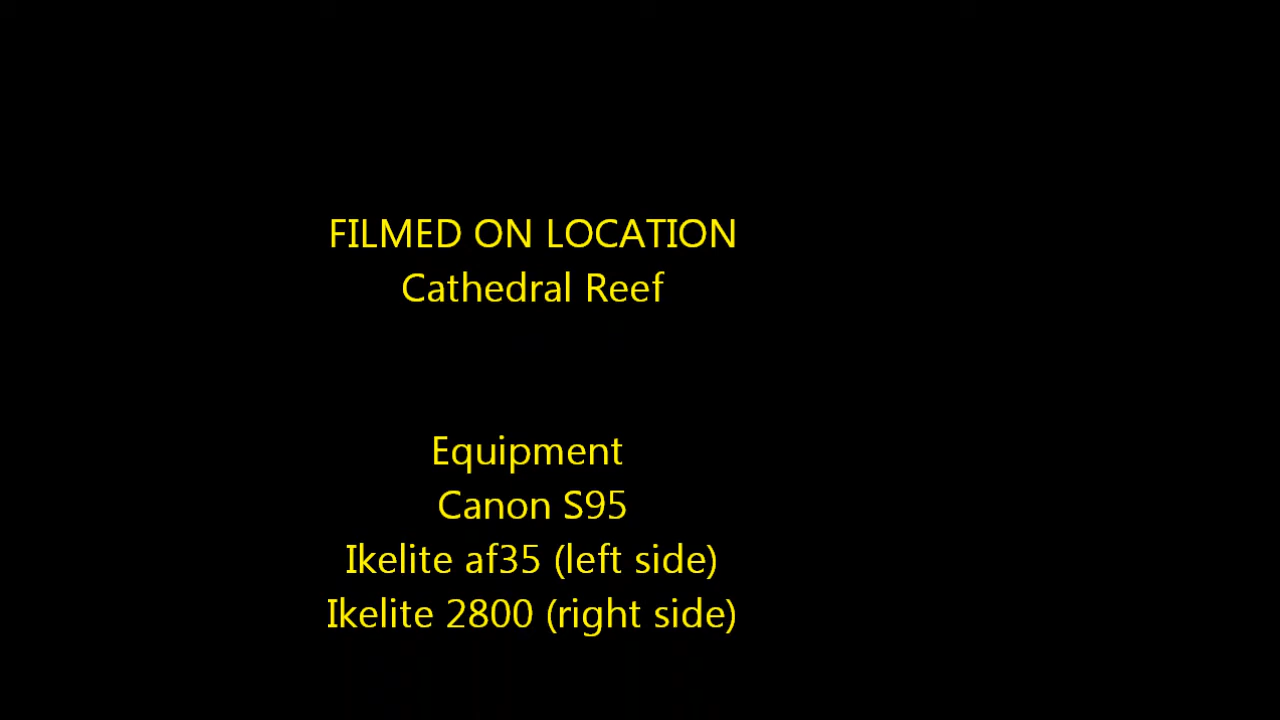 FILMED ON LOCATION
Cathedral Reef
Equipment
Canon S95
Ikelite af35 (left side)
Ikelite 2800 (right side)